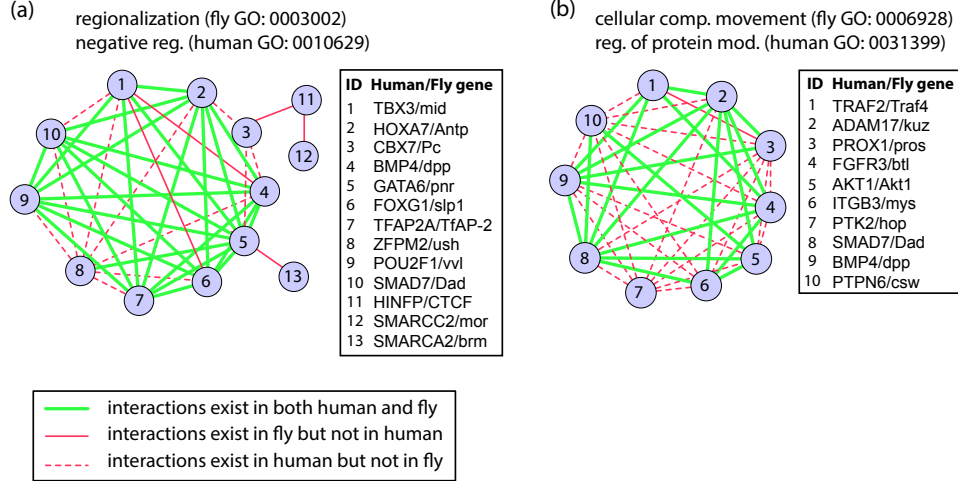 (a)
regionalization (fly GO: 0003002)
negative reg. (human GO: 0010629)
1
2
3
4
5
6
7
8
9
10
11
12
13
ID Human/Fly gene
1 TBX3/mid
2 HOXA7/Antp
3 CBX7/Pc
4 BMP4/dpp
5 GATA6/pnr
6 FOXG1/slp1
7 TFAP2A/TfAP-2
8 ZFPM2/ush
9 POU2F1/vvl
10 SMAD7/Dad
11 HINFP/CTCF
12 SMARCC2/mor
13 SMARCA2/brm
(b)
cellular comp. movement (fly GO: 0006928)
reg. of protein mod. (human GO: 0031399)
1
2
3
4
5
6
7
8
9
10
ID Human/Fly gene
1 TRAF2/Traf4
2 ADAM17/kuz
3 PROX1/pros
4 FGFR3/btl
5 AKT1/Akt1
6 ITGB3/mys
7 PTK2/hop
8 SMAD7/Dad
9 BMP4/dpp
10 PTPN6/csw
interactions exist in both human and fly
interactions exist in fly but not in human
interactions exist in human but not in fly